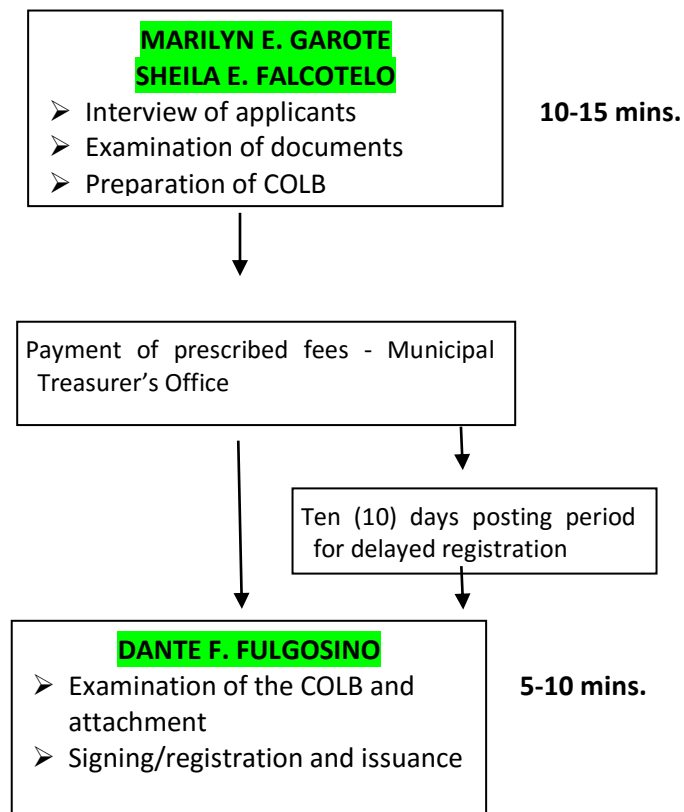 MARILYN E. GAROTE
SHEILA E. FALCOTELO
➢ Interview of applicants
➢ Examination of documents
➢ Preparation of COLB
10-15 mins.
Payment of prescribed fees - Municipal
Treasurer’s Office
Ten (10) days posting period
for delayed registration
DANTE F. FULGOSINO
➢ Examination of the COLB and
attachment
➢ Signing/registration and issuance
5-10 mins.